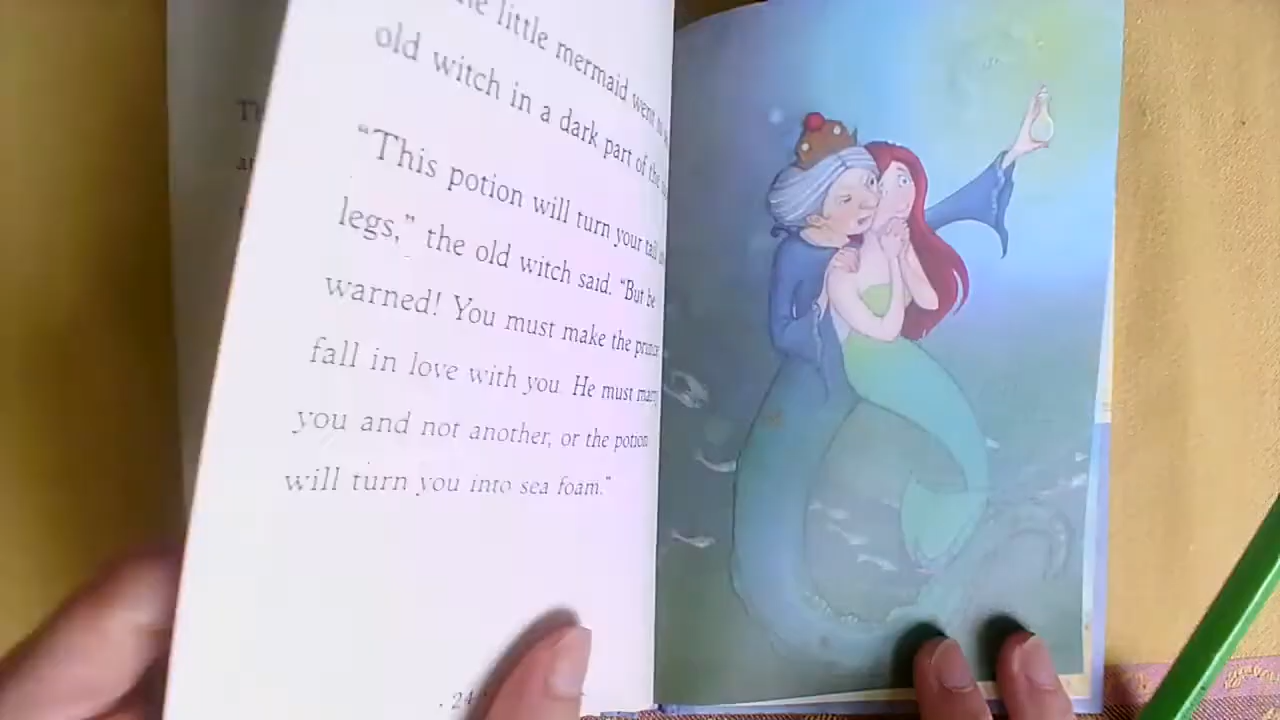 little mermaid went
old witch in a dark part of the
"This potion will turn your tail
legs," the old witch said. "But be
warned! You must make the prince
fall in love with you. He must marry
you and not another, or the potion
will turn you into sea foam."
24